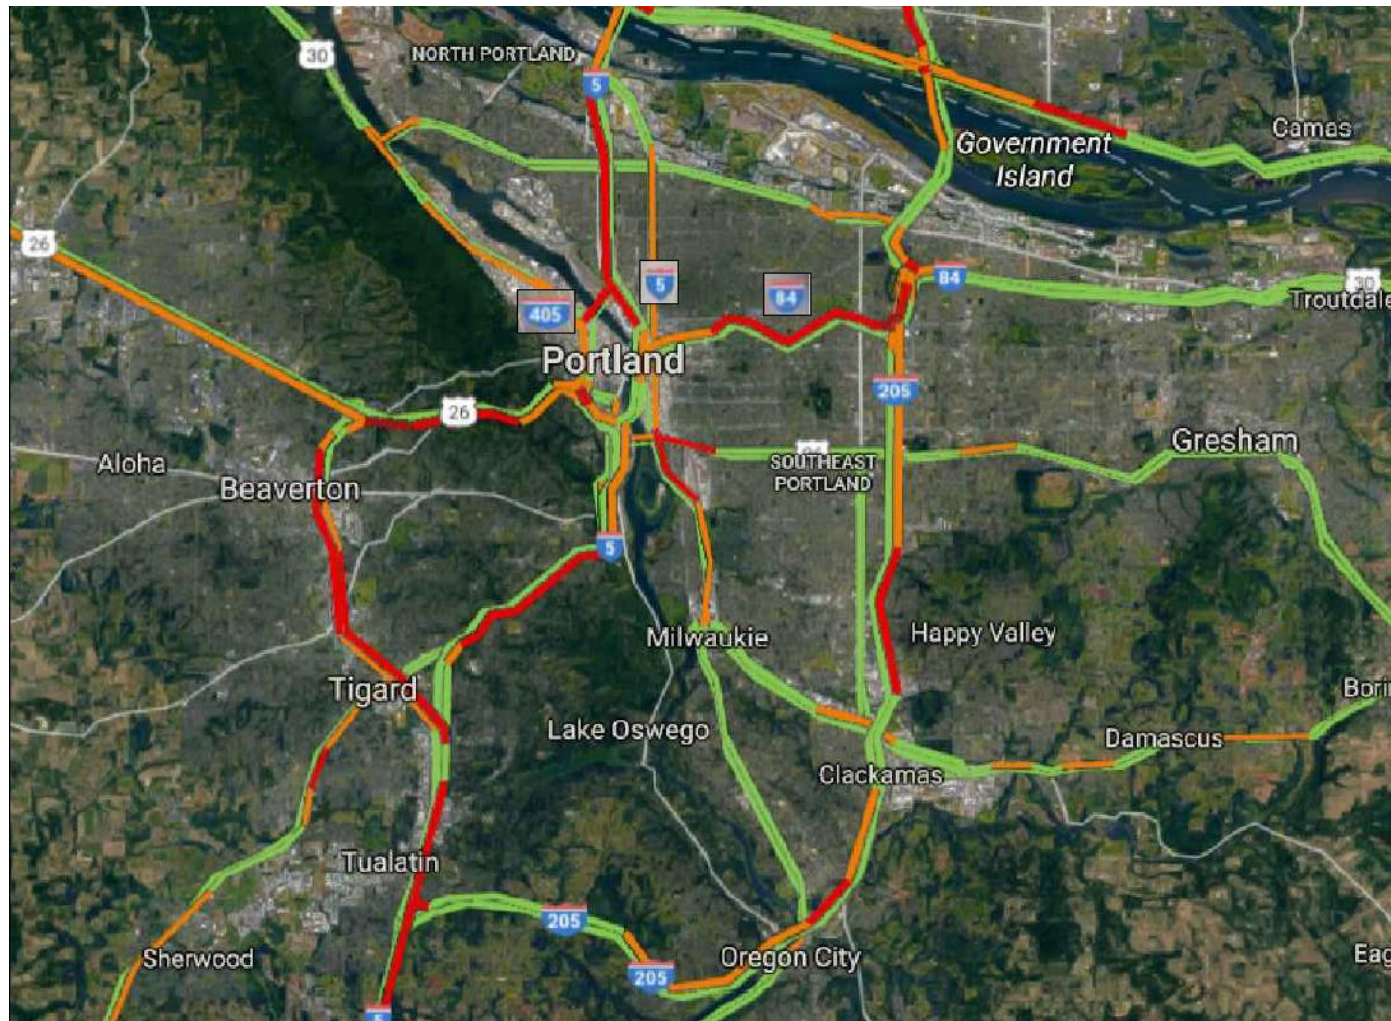 30
NORTH PORTLAND
5
Camas
Government
Island
26
5
84
84
30
Troutdale
405
Portland
205
26
Gresham
Aloha
SOUTHEAST
PORTLAND
Beaverton
5
Milwaukie
Happy Valley
Tigard
Borin
Lake Oswego
Damascus
Clackamas
Tualatin
205
Sherwood
Oregon City
Eag
205
5